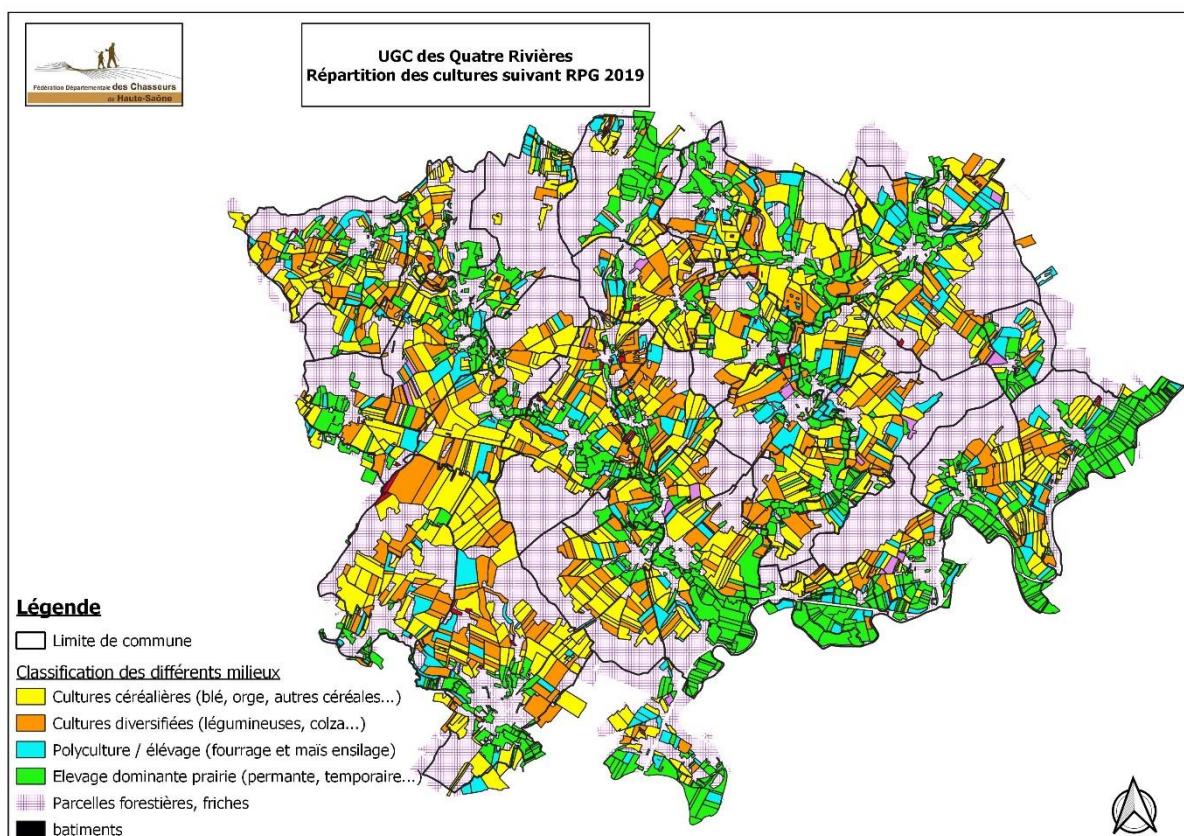 Fédération Départementale des Chasseurs
de Haute-Saône
UGC des Quatre Rivières
Répartition des cultures suivant RPG 2019
Légende
Limite de commune
Classification des différents milieux
Cultures céréalières (blé, orge, autres céréales...)
Cultures diversifiées (légumineuses, colza...)
Polyculture / élévage (fourrage et maïs ensilage)
Elevage dominante prairie (permante, temporaire...)
Parcelles forestières, friches
batiments